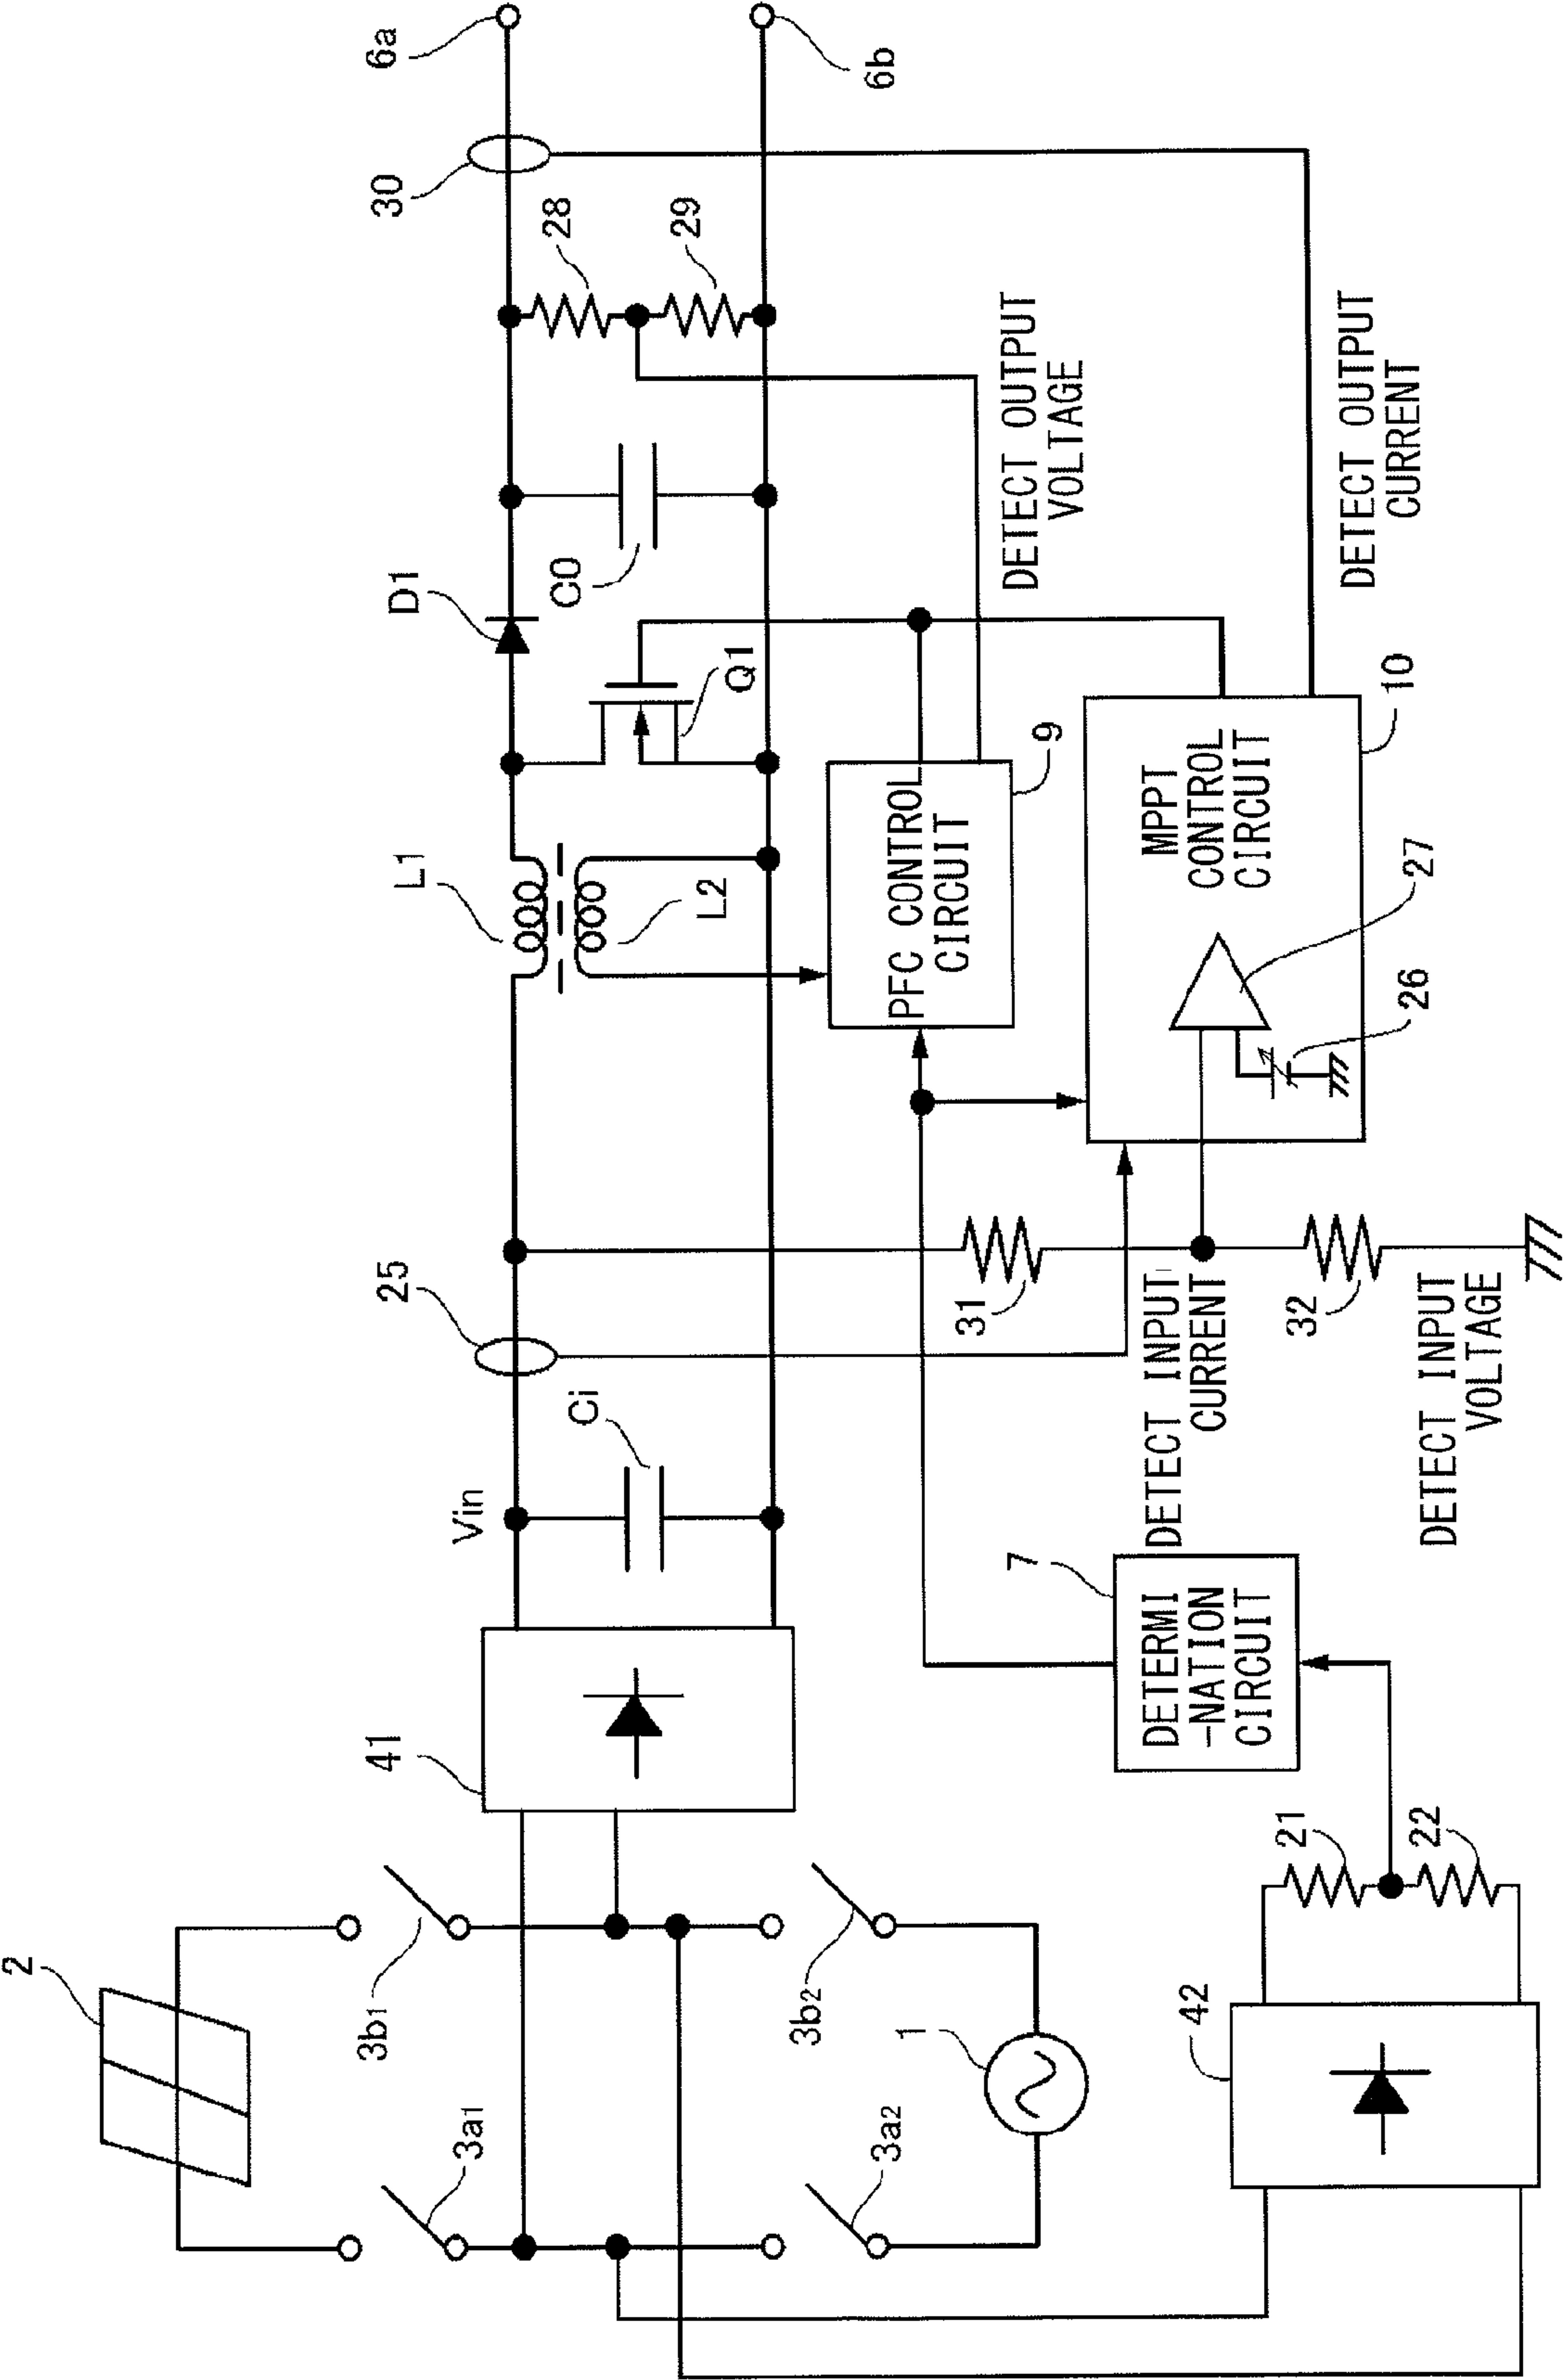 2
3a1
3b1
3a2
3b2
1
41
42
21
22
7
DETERMI
-NATION
CIRCUIT
Vin
Ci
25
31
32
DETECT INPUT
CURRENT
DETECT INPUT
VOLTAGE
L1
L2
PFC CONTROL
CIRCUIT
9
MPPT
CONTROL
CIRCUIT
10
27
26
D1
Q1
C0
28
29
30
DETECT OUTPUT
VOLTAGE
DETECT OUTPUT
CURRENT
6a
6b